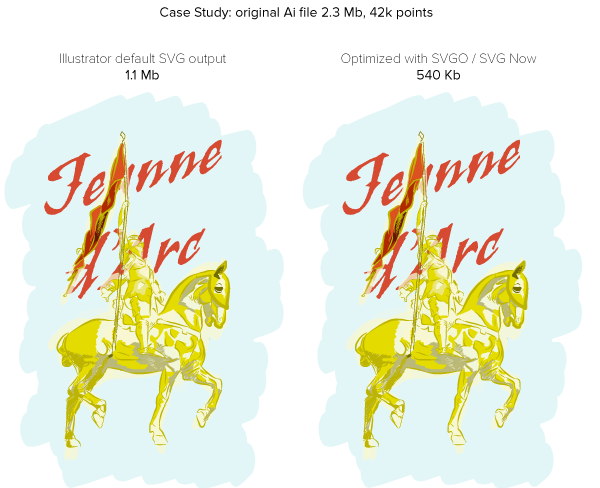 Case Study: original Ai file 2.3 Mb, 42k points
Illustrator default SVG output
1.1 Mb
Optimized with SVGO / SVG Now
540 Kb
Jeanne
d'Arc
Jeanne
d'Arc